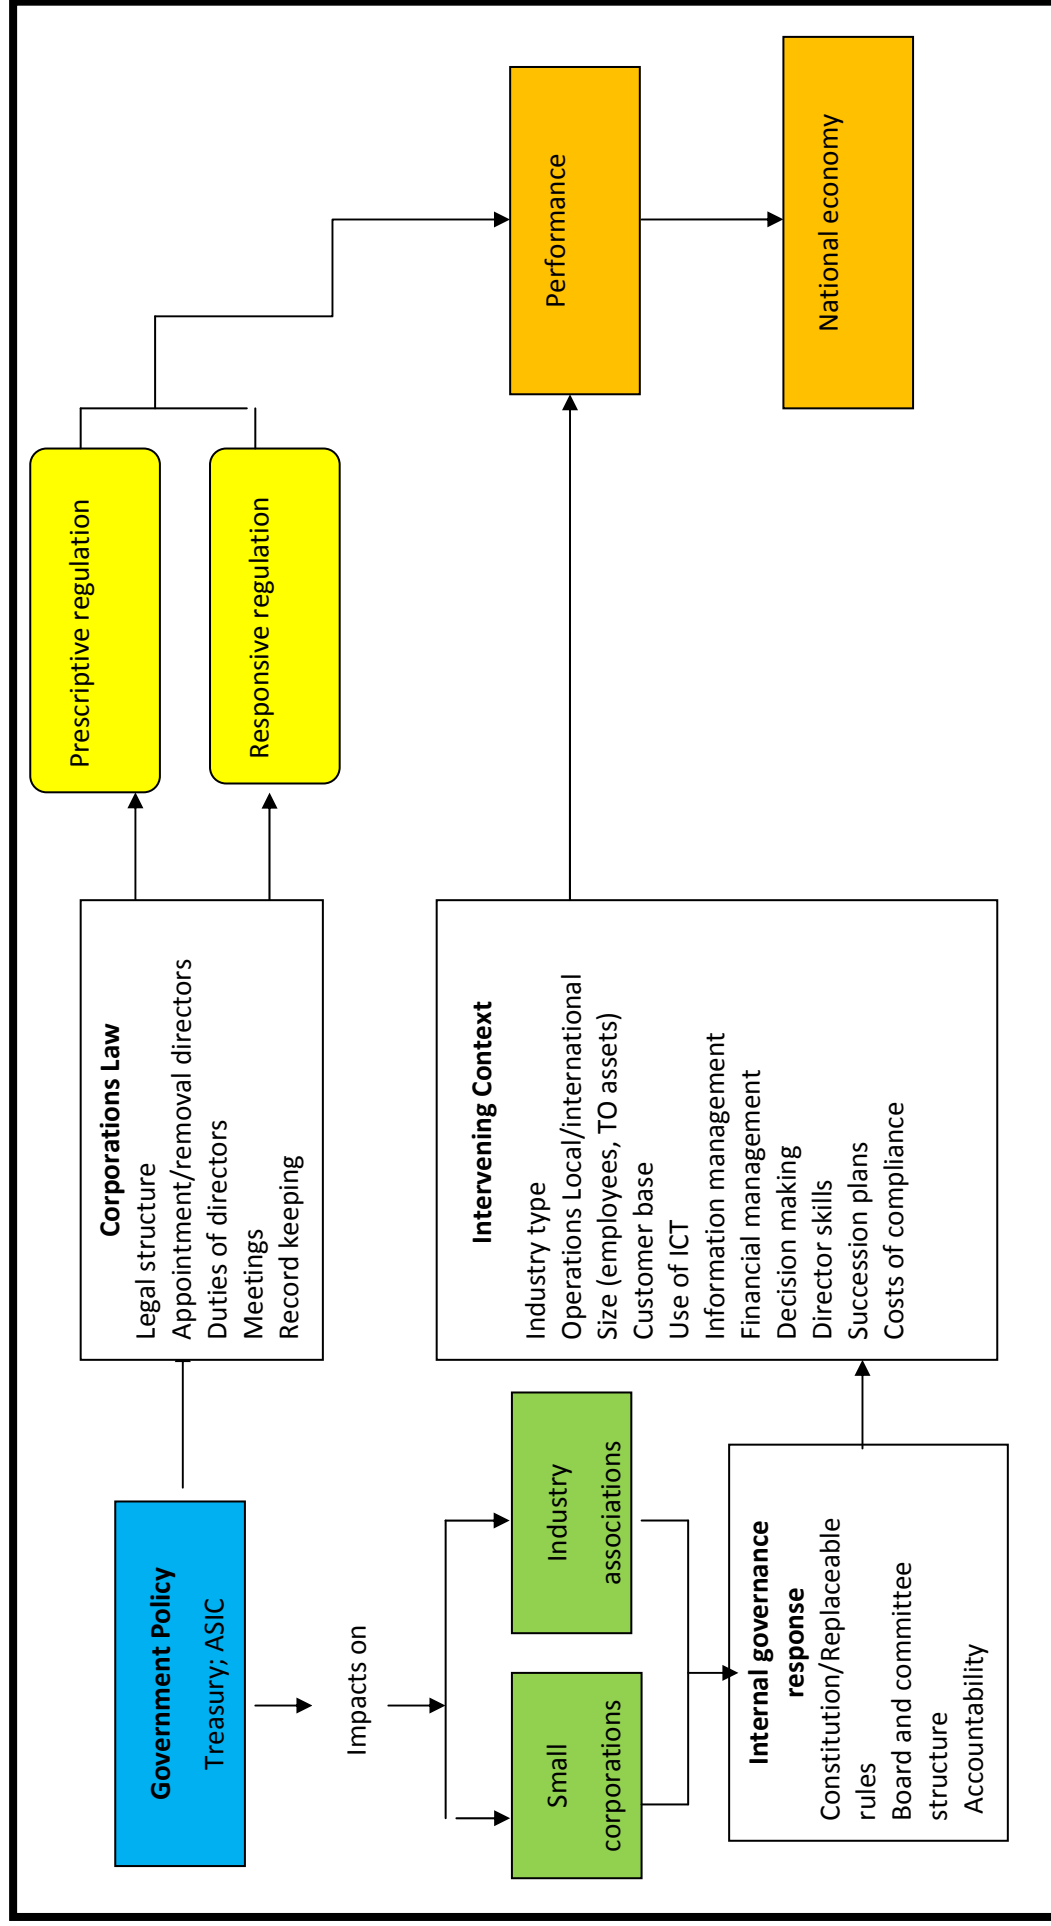 Government Policy
Treasury; ASIC
Corporations Law
Legal structure
Appointment/removal directors
Duties of directors
Meetings
Record keeping
Prescriptive regulation
Responsive regulation
Impacts on
Small
corporations
Industry
associations
Internal governance
response
Constitution/Replaceable
rules
Board and committee
structure
Accountability
Intervening Context
Industry type
Operations Local/international
Size (employees, TO assets)
Customer base
Use of ICT
Information management
Financial management
Decision making
Director skills
Succession plans
Costs of compliance
Performance
National economy